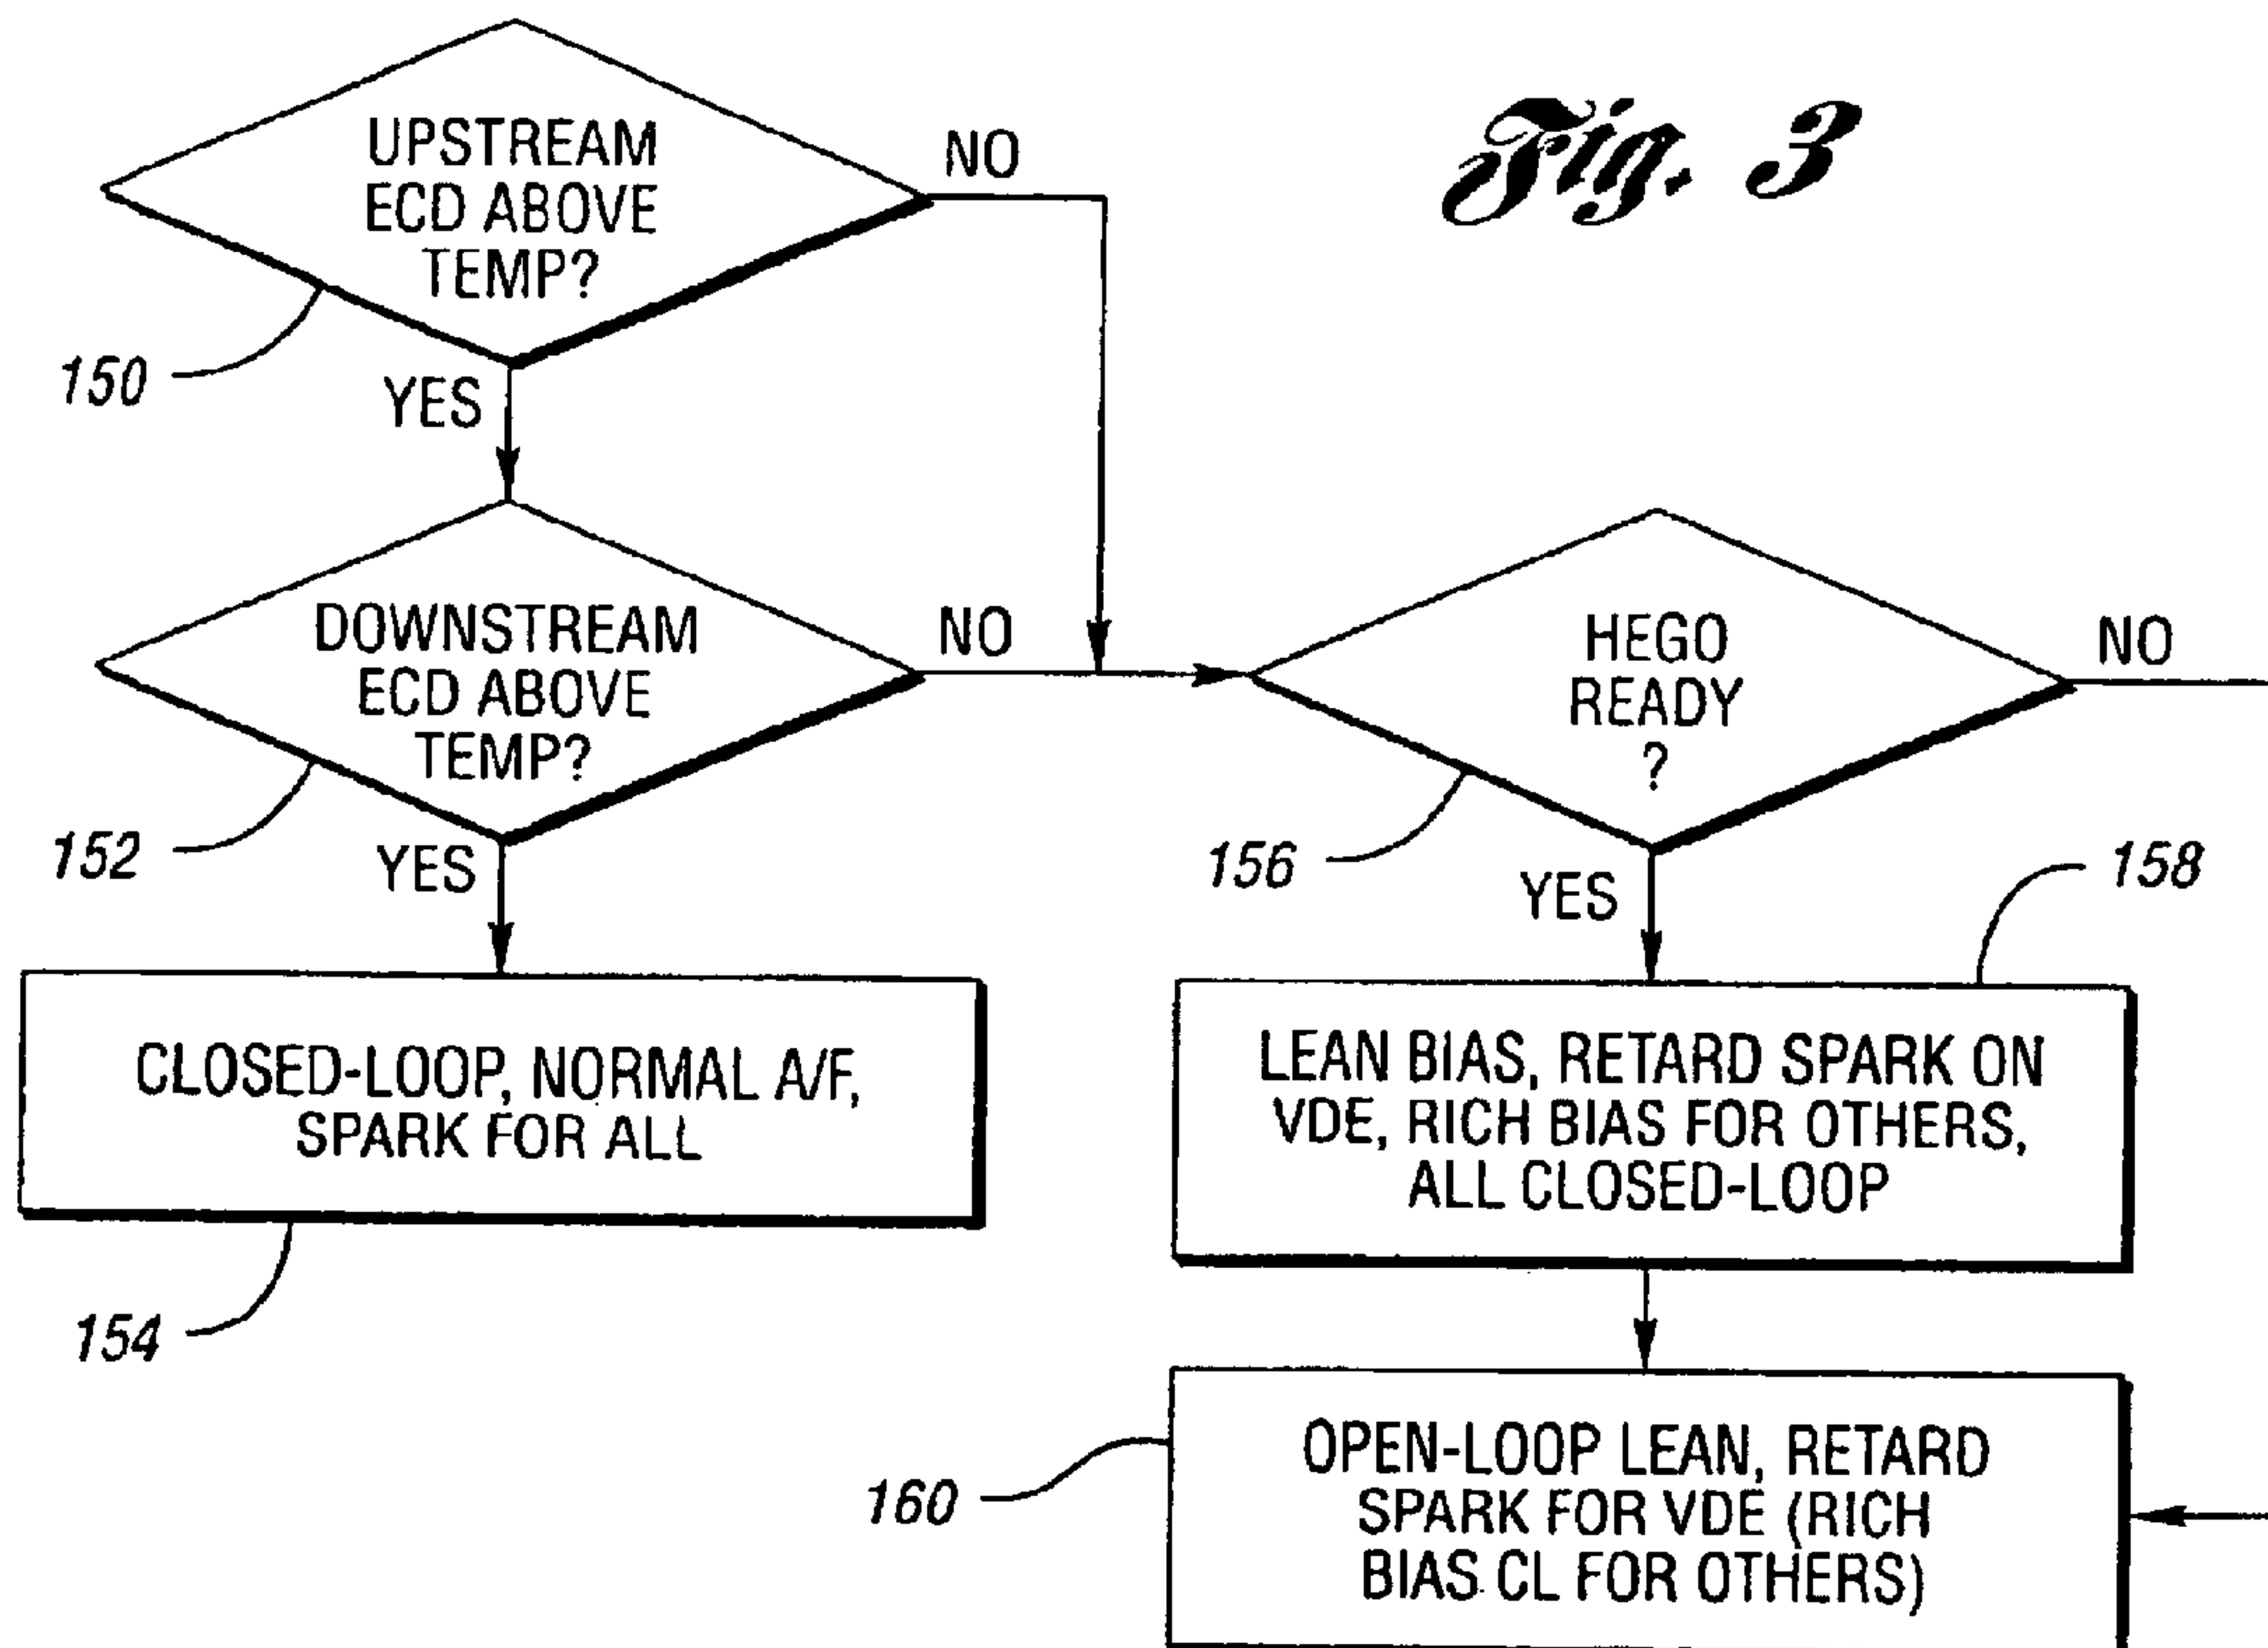 Fig. 3
UPSTREAM
ECD ABOVE
TEMP?
NO
150
YES
DOWNSTREAM
ECD ABOVE
TEMP?
NO
152
YES
HEGO
READY
?
NO
156
YES
158
CLOSED-LOOP, NORMAL A/F,
SPARK FOR ALL
154
LEAN BIAS, RETARD SPARK ON
VDE, RICH BIAS FOR OTHERS,
ALL CLOSED-LOOP
160
OPEN-LOOP LEAN, RETARD
SPARK FOR VDE (RICH
BIAS CL FOR OTHERS)